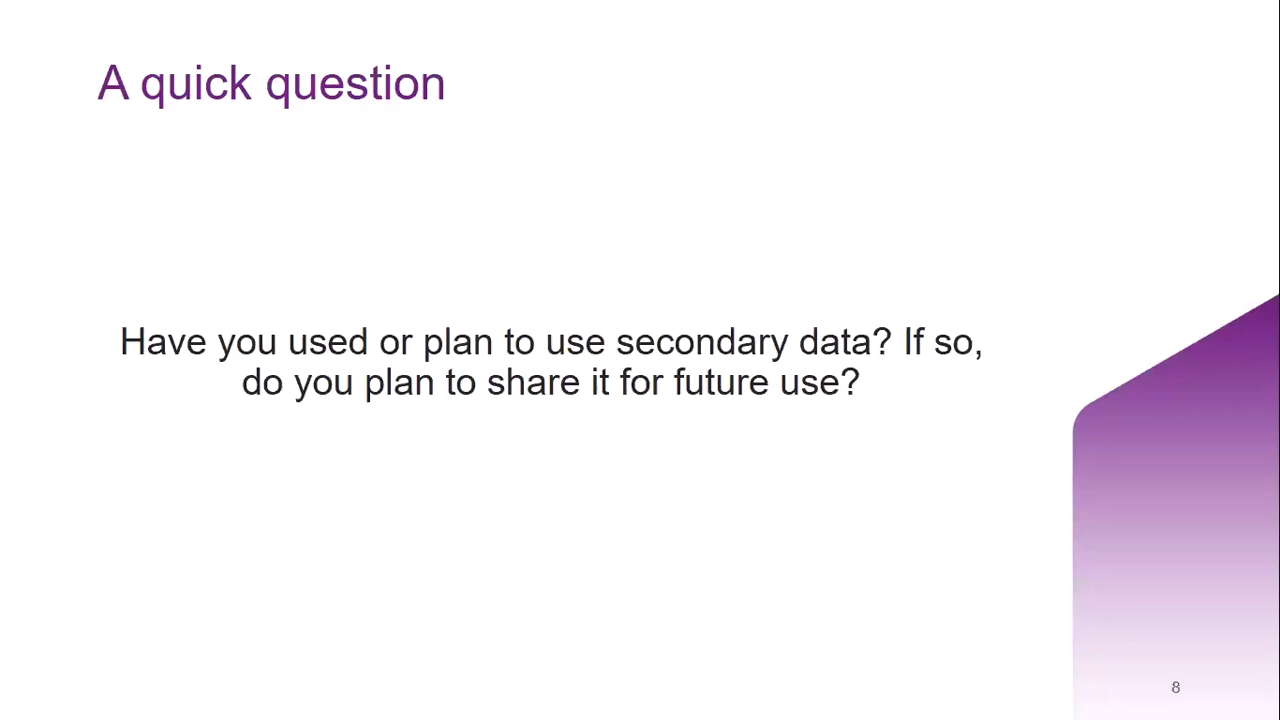 A quick question
Have you used or plan to use secondary data? If so,
do you plan to share it for future use?
8